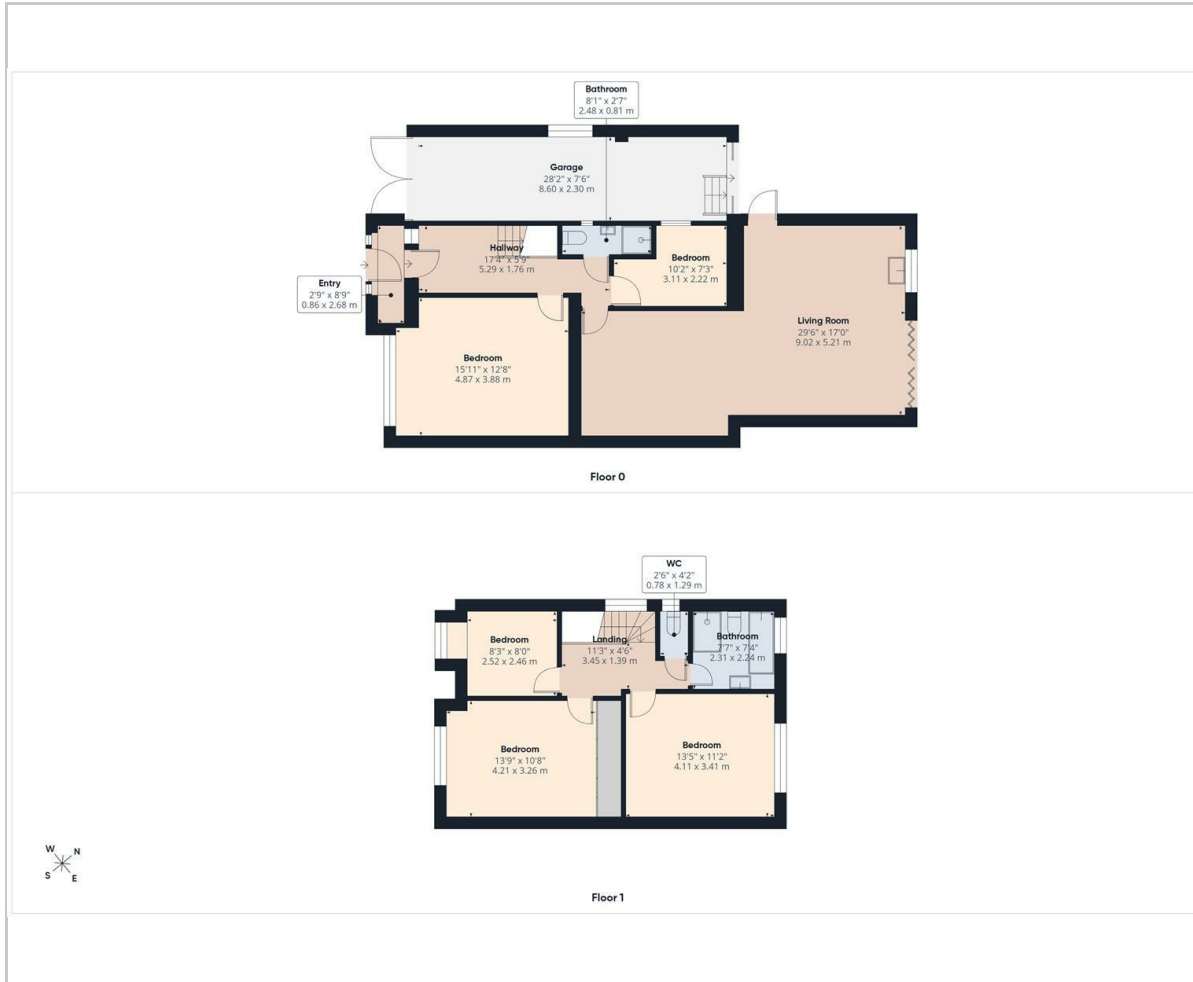 Bathroom
8'1" x 2'7"
2.48 x 0.81 m
Garage
28'2" x 7'6"
8.60 x 2.30 m
Hallway
17'4" x 5'9"
5.29 x 1.76 m
Bedroom
10'2" x 7'3"
3.11 x 2.22 m
Entry
2'9" x 8'9"
0.86 x 2.68 m
Living Room
29'6" x 17'0"
9.02 x 5.21 m
Bedroom
15'11" x 12'8"
4.87 x 3.88 m
Floor 0
WC
2'6" x 4'2"
0.78 x 1.29 m
Bedroom
8'3" x 8'0"
2.52 x 2.46 m
Landing
11'3" x 4'6"
3.45 x 1.39 m
Bathroom
7'7" x 7'4"
2.31 x 2.24 m
Bedroom
13'9" x 10'8"
4.21 x 3.26 m
Bedroom
13'5" x 11'2"
4.11 x 3.41 m
W N
S E
Floor 1